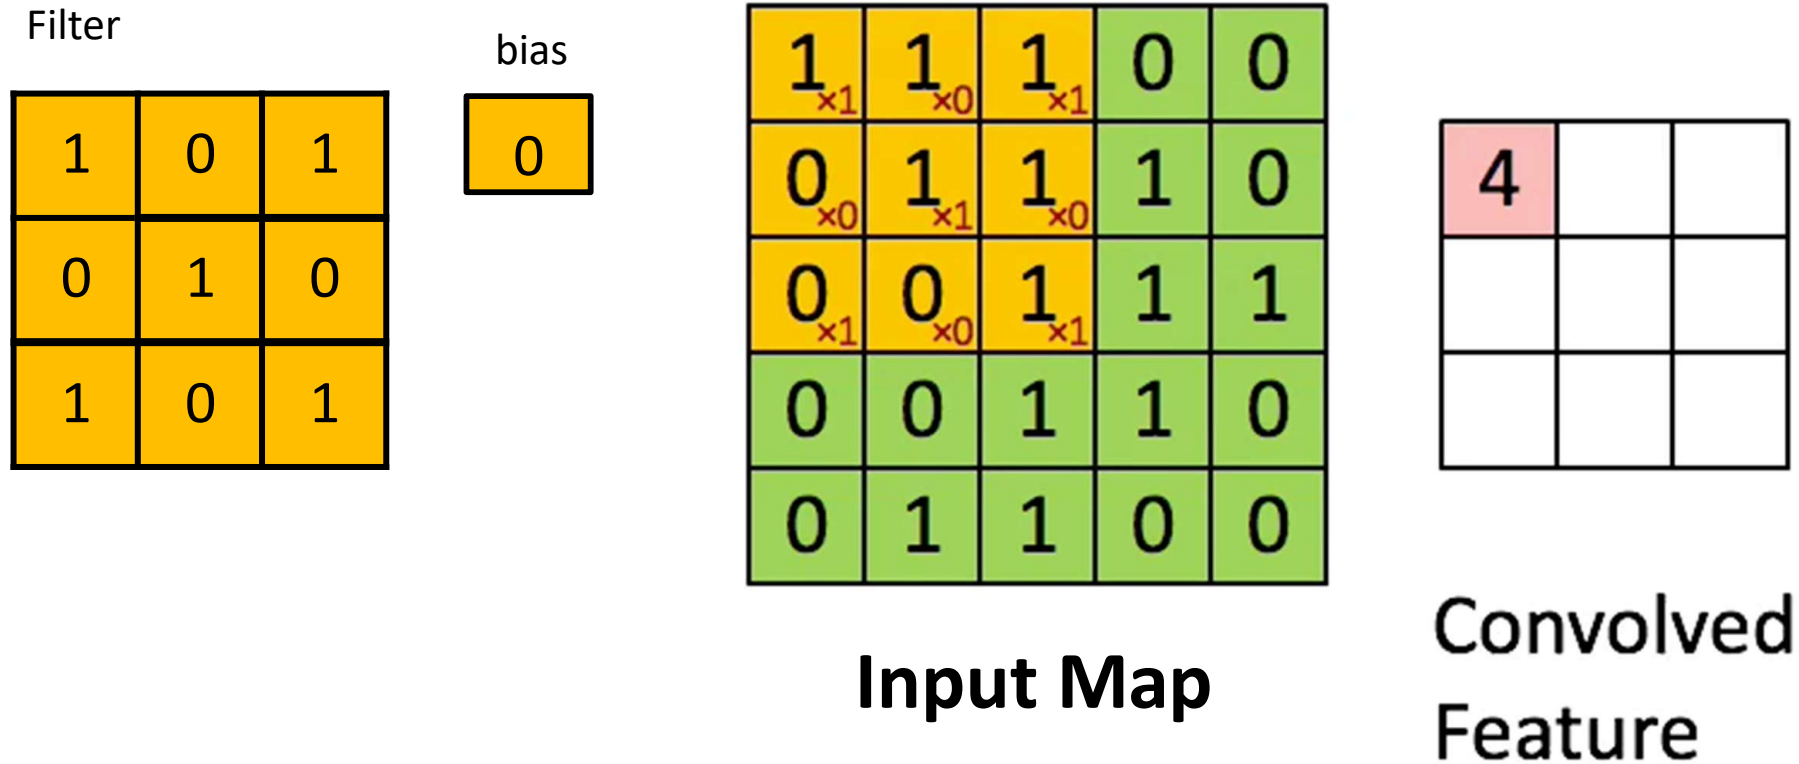 Filter
bias
1 0 1
0 1 0
1 0 1
0
1×1 1×0 1×1 0 0
0×0 1×1 1×0 1 0
0×1 0×0 1×1 1 1
0 0 1 1 0
0 1 1 0 0
4
Input Map
Convolved
Feature